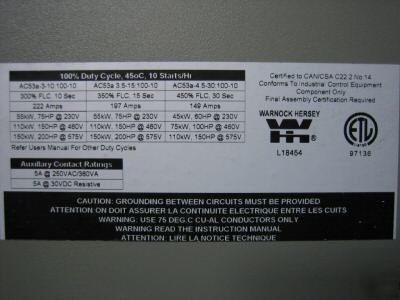 100% Duty Cycle, 45oC, 10 Starts/Hr
AC53a-3-10:100-10 AC53a 3.5-15:100-10 AC53a-4.5-30:100-10
300% FLC, 10 Sec 350% FLC, 15 Sec 450% FLC, 30 Sec
222 Amps 197 Amps 149 Amps
55kW, 75HP @ 230V 55kW, 75HP @ 230V 45kW, 60HP @ 230V
110kW, 150HP @ 460V 110kW, 150HP @ 460V 75kW, 100HP @ 460V
150kW, 200HP @ 575V 150kW, 200HP @ 575V 110kW, 150HP @ 575V
Refer Users Manual For Other Duty Cycles
Auxiliary Contact Ratings
5A @ 250VAC/360VA
5A @ 30VDC Resistive
Certified to CAN/CSA C22.2 No.14
Conforms To Industrial Control Equipment
Component Only
Final Assembly Certification Required
WARNOCK HERSEY
WH
L18454
ETL
97136
CAUTION: GROUNDING BETWEEN CIRCUITS MUST BE PROVIDED
ATTENTION:ON DOIT ASSURER LA CONTINUITE ELECTRIQUE ENTRE LES CUITS
WARNING: USE 75 DEG.C CU-AL CONDUCTORS ONLY
WARNING READ THE INSTRUCTION MANUAL
ATTENTION: LIRE LA NOTICE TECHNIQUE